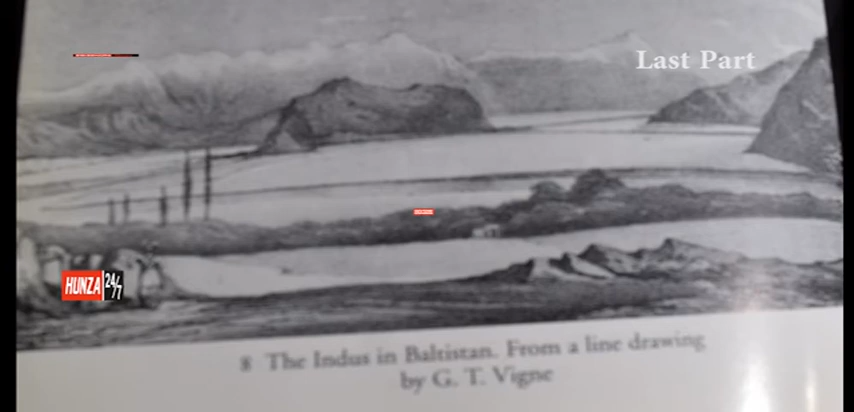 Last Part
HUNZA 24/7
8 The Indus in Baltistan. From a line drawing
by G. T. Vigne